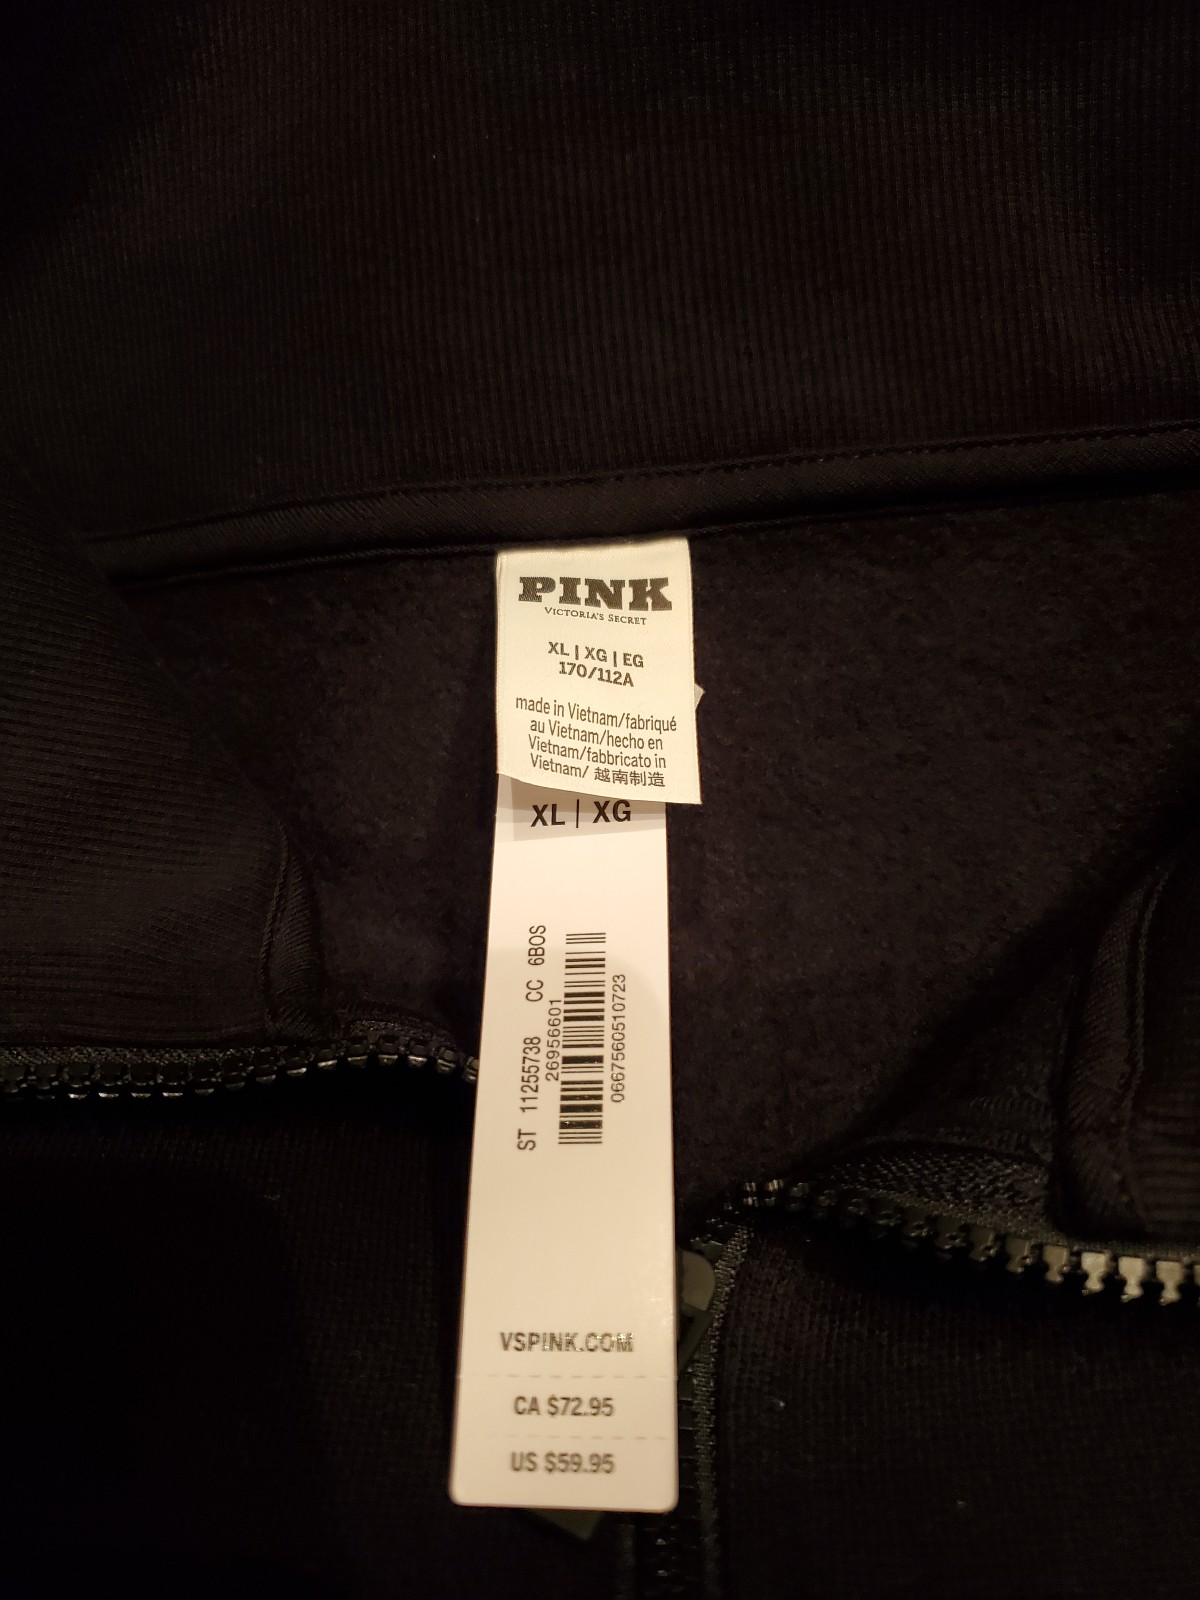 PINK
VICTORIA'S SECRET
XL | XG | EG
170/112A
made in Vietnam/fabriqué
au Vietnam/hecho en
Vietnam/fabbricato in
Vietnam/ 越南制造
XL | XG
ST 11255738 CC 6BOS
26956601
0667560510723
VSPINK.COM
CA $72.95
US $59.95